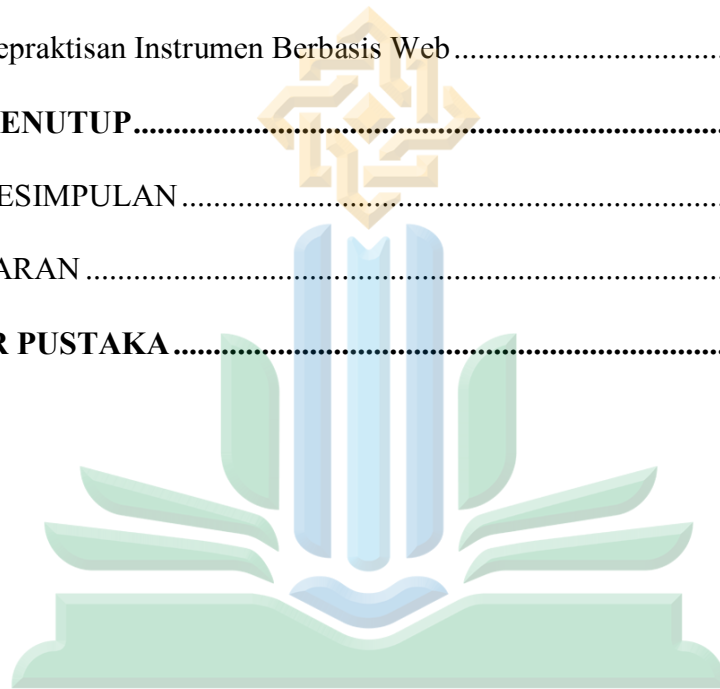 epraktisan Instrumen Berbasis Web.......................................
ENUTUP...............................................................................
ESIMPULAN.........................................................................
ARAN.....................................................................................
R PUSTAKA..........................................................................